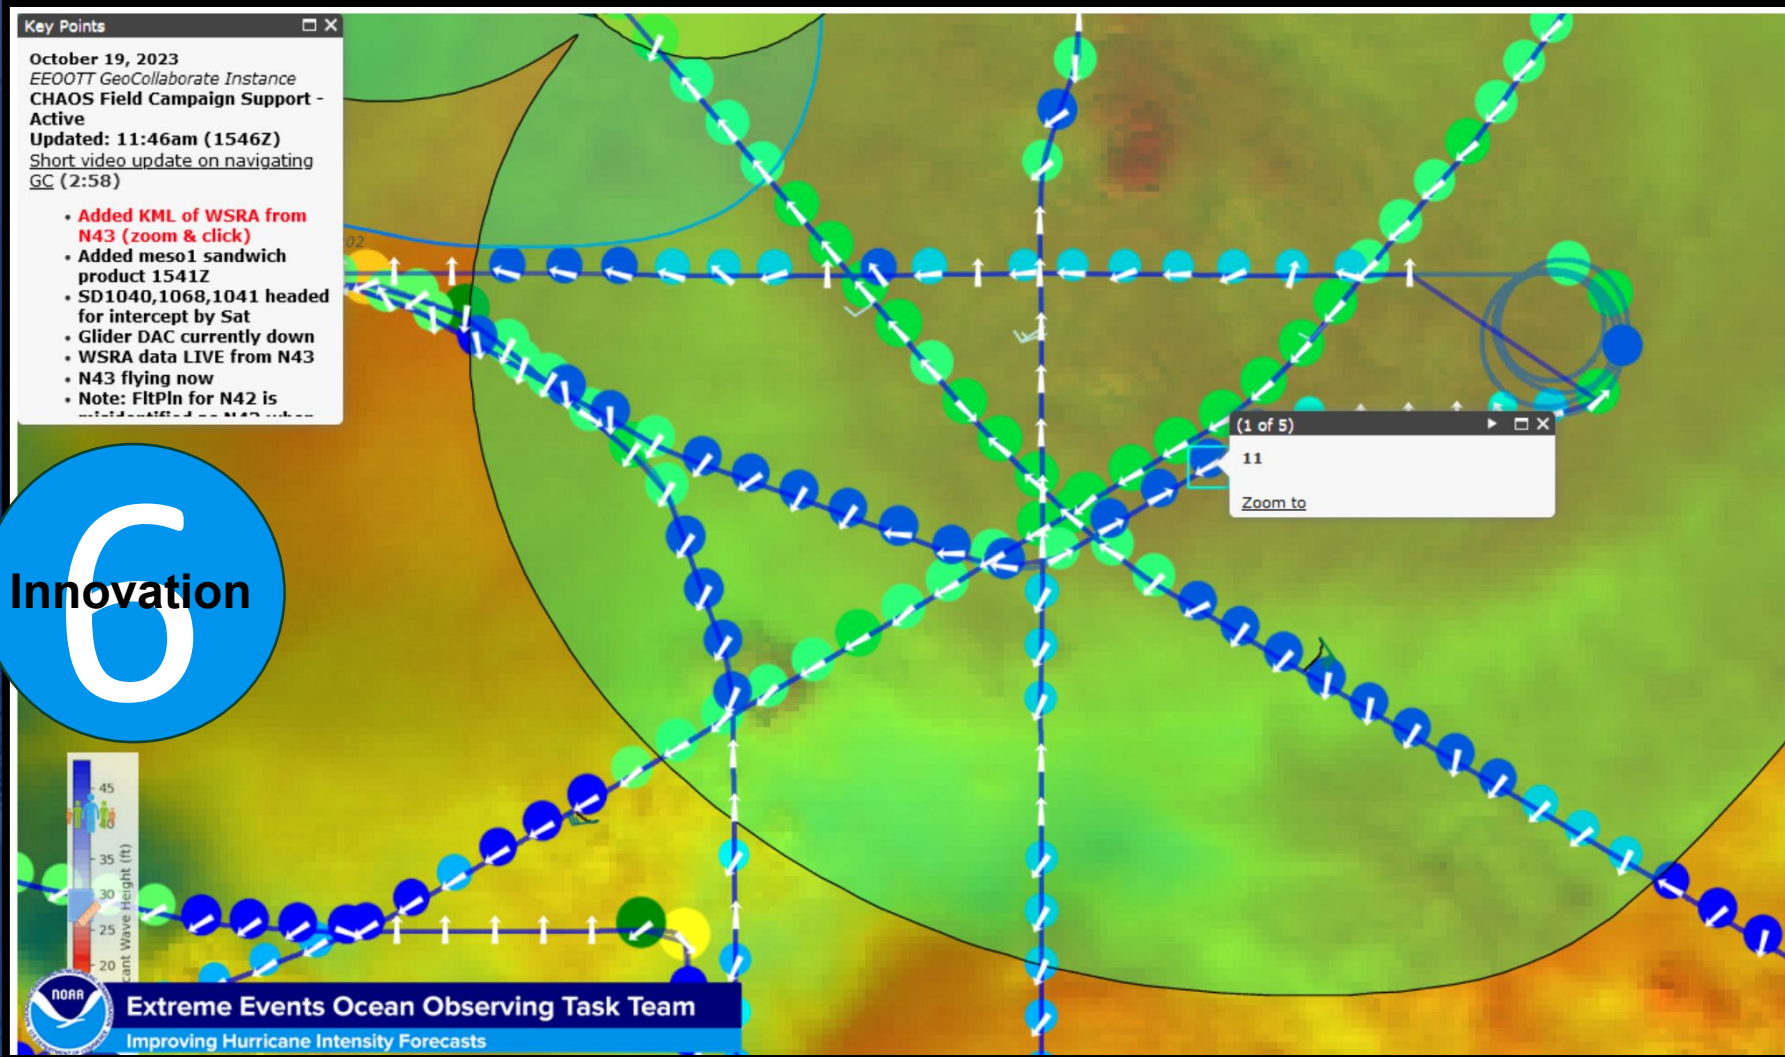 Key Points
October 19, 2023
EEOOTT GeoCollaborate Instance
CHAOS Field Campaign Support -
Active
Updated: 11:46am (1546Z)
Short video update on navigating
GC (2:58)
• Added KML of WSRA from
N43 (zoom & click)
• Added meso1 sandwich
product 1541Z
• SD1040,1068,1041 headed
for intercept by Sat
• Glider DAC currently down
• WSRA data LIVE from N43
• N43 flying now
• Note: FltPln for N42 is
02
(1 of 5)
11
Zoom to
6
Innovation
45
40
35
30
25
20
cant Wave Height (ft)
NOAA
Extreme Events Ocean Observing Task Team
Improving Hurricane Intensity Forecasts